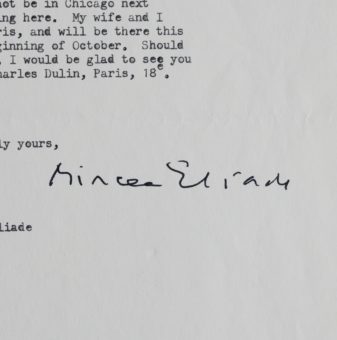 not be in Chicago next
ing here. My wife and I
ris, and will be there this
ginning of October. Should
, I would be glad to see you
harles Dulin, Paris, 18e.
ly yours,
Mircea Eliade
liade